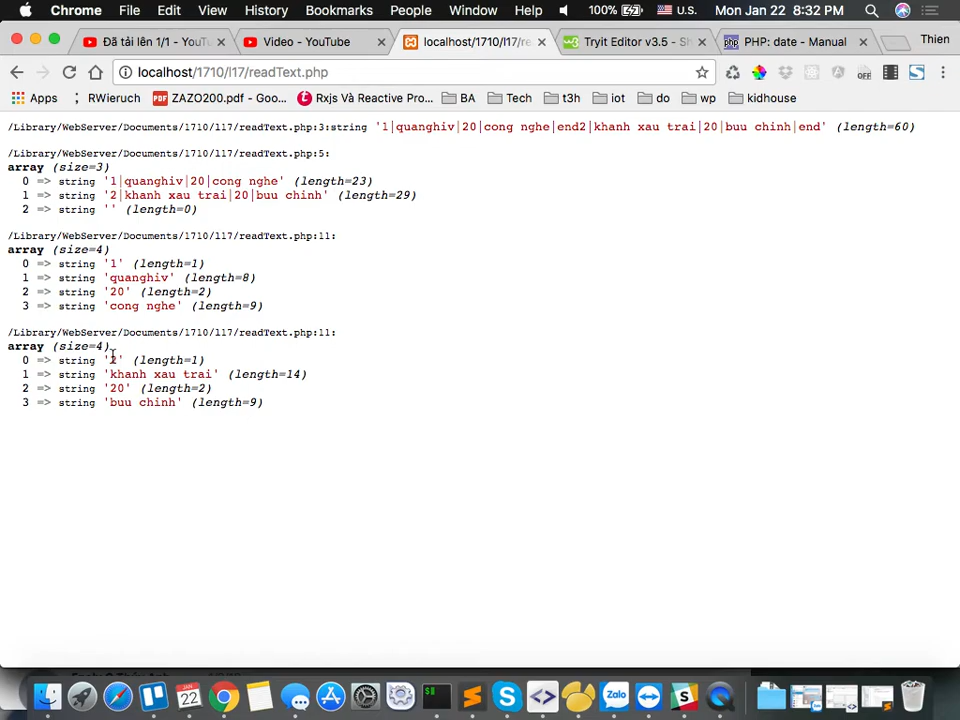 Chrome File Edit View History Bookmarks People Window Help 100% U.S. Mon Jan 22 8:32 PM
Đã tải lên 1/1 - YouTu Video - YouTube localhost/1710/l17/re Tryit Editor v3.5 - Sh PHP: date - Manual Thien
localhost/1710/l17/readText.php
Apps RWieruch ZAZO200.pdf - Goo... Rxjs Và Reactive Pro... BA Tech t3h iot do wp kidhouse
/Library/WebServer/Documents/1710/l17/readText.php:3:string '1|quanghiv|20|cong nghe|end2|khanh xau trai|20|buu chinh|end' (length=60)
/Library/WebServer/Documents/1710/l17/readText.php:5:
array (size=3)
0 => string '1|quanghiv|20|cong nghe' (length=23)
1 => string '2|khanh xau trai|20|buu chinh' (length=29)
2 => string '' (length=0)
/Library/WebServer/Documents/1710/l17/readText.php:11:
array (size=4)
0 => string '1' (length=1)
1 => string 'quanghiv' (length=8)
2 => string '20' (length=2)
3 => string 'cong nghe' (length=9)
/Library/WebServer/Documents/1710/l17/readText.php:11:
array (size=4)
0 => string '2' (length=1)
1 => string 'khanh xau trai' (length=14)
2 => string '20' (length=2)
3 => string 'buu chinh' (length=9)
JAN
22
Zalo